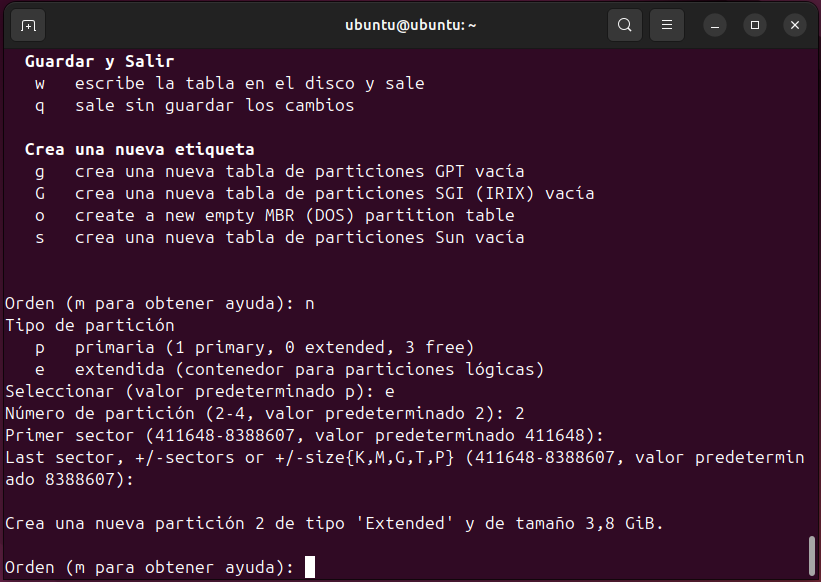 ubuntu@ubuntu: ~
Guardar y Salir
w   escribe la tabla en el disco y sale
q   sale sin guardar los cambios
Crea una nueva etiqueta
g   crea una nueva tabla de particiones GPT vacía
G   crea una nueva tabla de particiones SGI (IRIX) vacía
o   create a new empty MBR (DOS) partition table
s   crea una nueva tabla de particiones Sun vacía
Orden (m para obtener ayuda): n
Tipo de partición
p   primaria (1 primary, 0 extended, 3 free)
e   extendida (contenedor para particiones lógicas)
Seleccionar (valor predeterminado p): e
Número de partición (2-4, valor predeterminado 2): 2
Primer sector (411648-8388607, valor predeterminado 411648):
Last sector, +/-sectors or +/-size{K,M,G,T,P} (411648-8388607, valor predetermin
ado 8388607):
Crea una nueva partición 2 de tipo 'Extended' y de tamaño 3,8 GiB.
Orden (m para obtener ayuda):